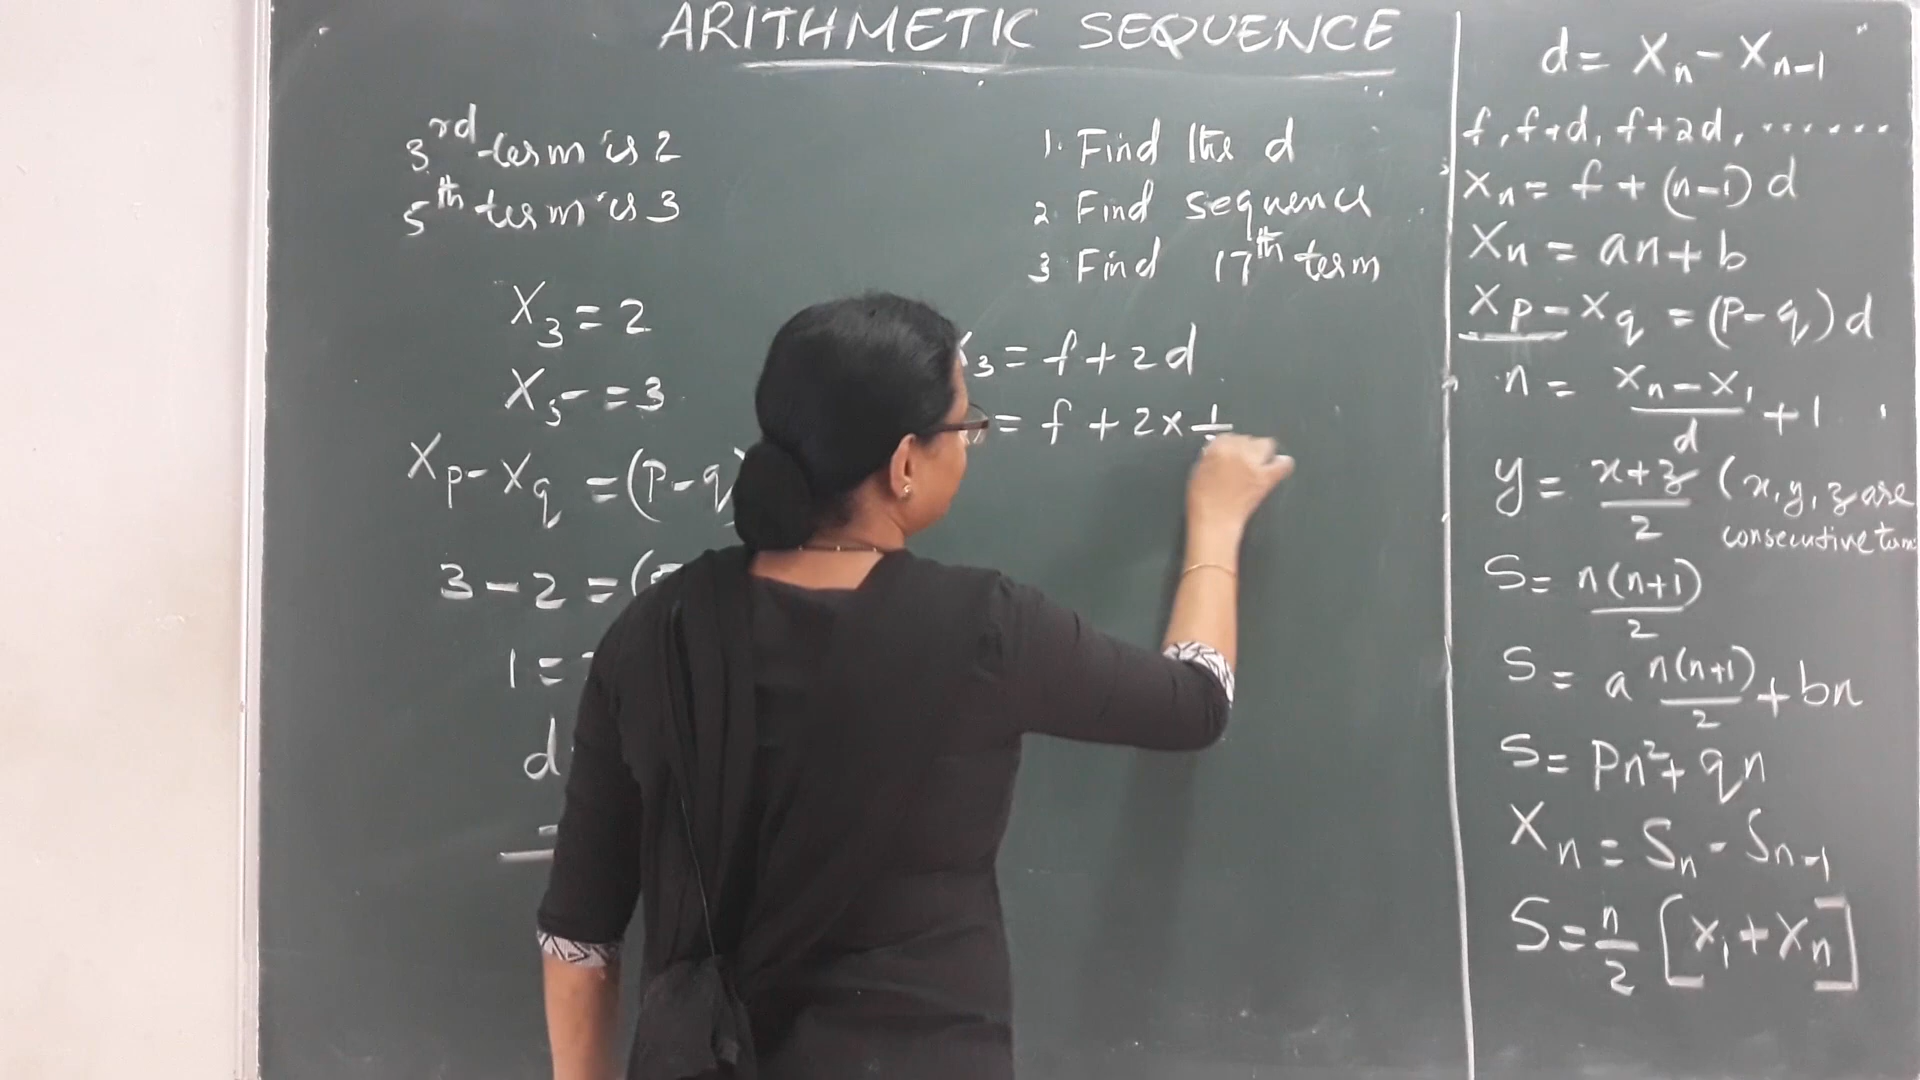 ARITHMETIC SEQUENCE
3rd term is 2
5th term is 3
X3 = 2
X5 = 3
Xp - Xq = (P - q)
3 - 2 = (5
1 =
d
1. Find the d
2 Find sequence
3 Find 17th term
X3 = f + 2d
= f + 2 × 1
d = Xn - Xn-1
f, f+d, f+2d, ......
Xn = f + (n-1) d
Xn = an + b
Xp - Xq = (P - q) d
n = Xn - X1 / d + 1
y = x+z / 2 (x, y, z are
consecutive
S = n(n+1) / 2
S = a n(n+1) / 2 + bn
S = Pn² + qn
Xn = Sn - Sn-1
S = n/2 [X1 + Xn]